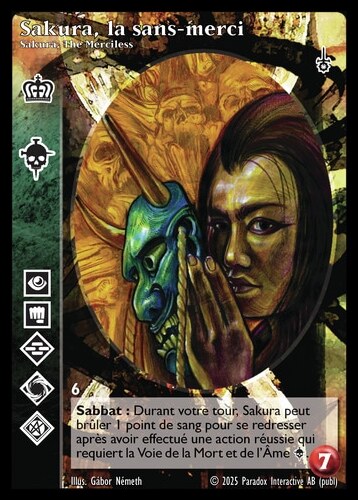 Sakura, la sans-merci
Sakura, The Merciless
6
Sabbat : Durant votre tour, Sakura peut
brûler 1 point de sang pour se redresser
après avoir effectué une action réussie qui
requiert la Voie de la Mort et de l'Âme
7
Illus. Gábor Németh © 2025 Paradox Interactive AB (publ)